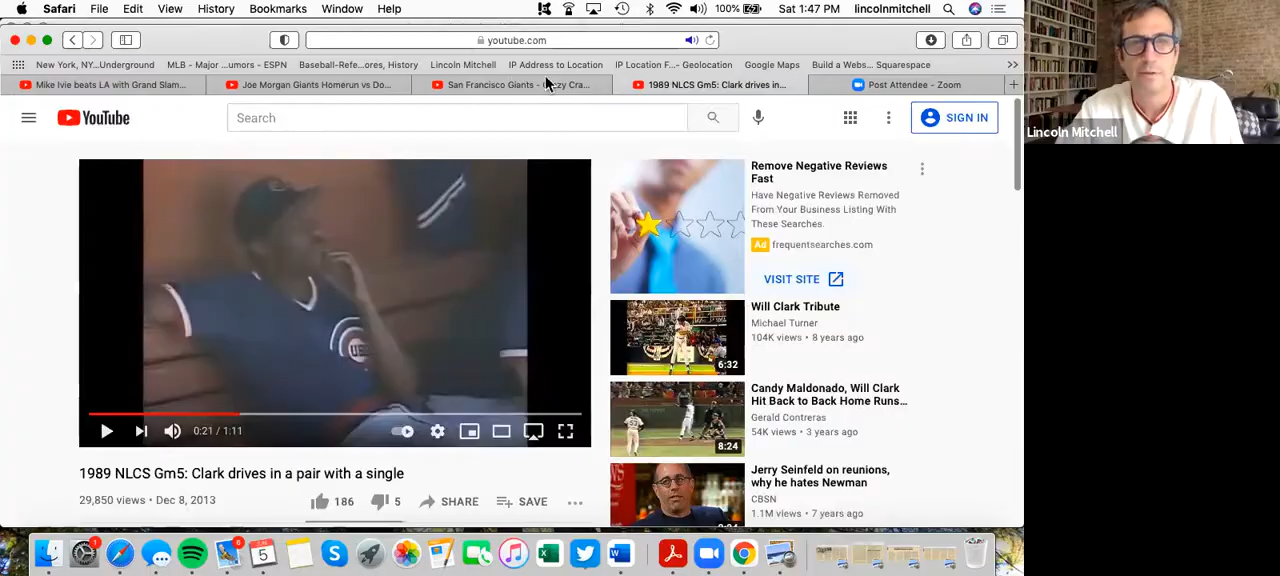 Safari File Edit View History Bookmarks Window Help 100% Sat 1:47 PM lincolnmitchell
youtube.com
New York, NY...Underground MLB - Major ...umors - ESPN Baseball-Refe...ores, History Lincoln Mitchell IP Address to Location IP Location F...- Geolocation Google Maps Build a Webs... Squarespace
Mike Ivie beats LA with Grand Slam... Joe Morgan Giants Homerun vs Do... San Francisco Giants - 1989 NLCS Gm5: Clark drives in... Post Attendee - Zoom
YouTube Search SIGN IN
Lincoln Mitchell
Remove Negative Reviews
Fast
Have Negative Reviews Removed
From Your Business Listing With
These Searches.
Ad frequentsearches.com
VISIT SITE
Will Clark Tribute
Michael Turner
104K views • 8 years ago
6:32
Candy Maldonado, Will Clark
Hit Back to Back Home Runs...
Gerald Contreras
54K views • 3 years ago
8:24
0:21 / 1:11
Jerry Seinfeld on reunions,
why he hates Newman
CBSN
1.1M views • 7 years ago
1989 NLCS Gm5: Clark drives in a pair with a single
29,850 views • Dec 8, 2013 186 5 SHARE SAVE